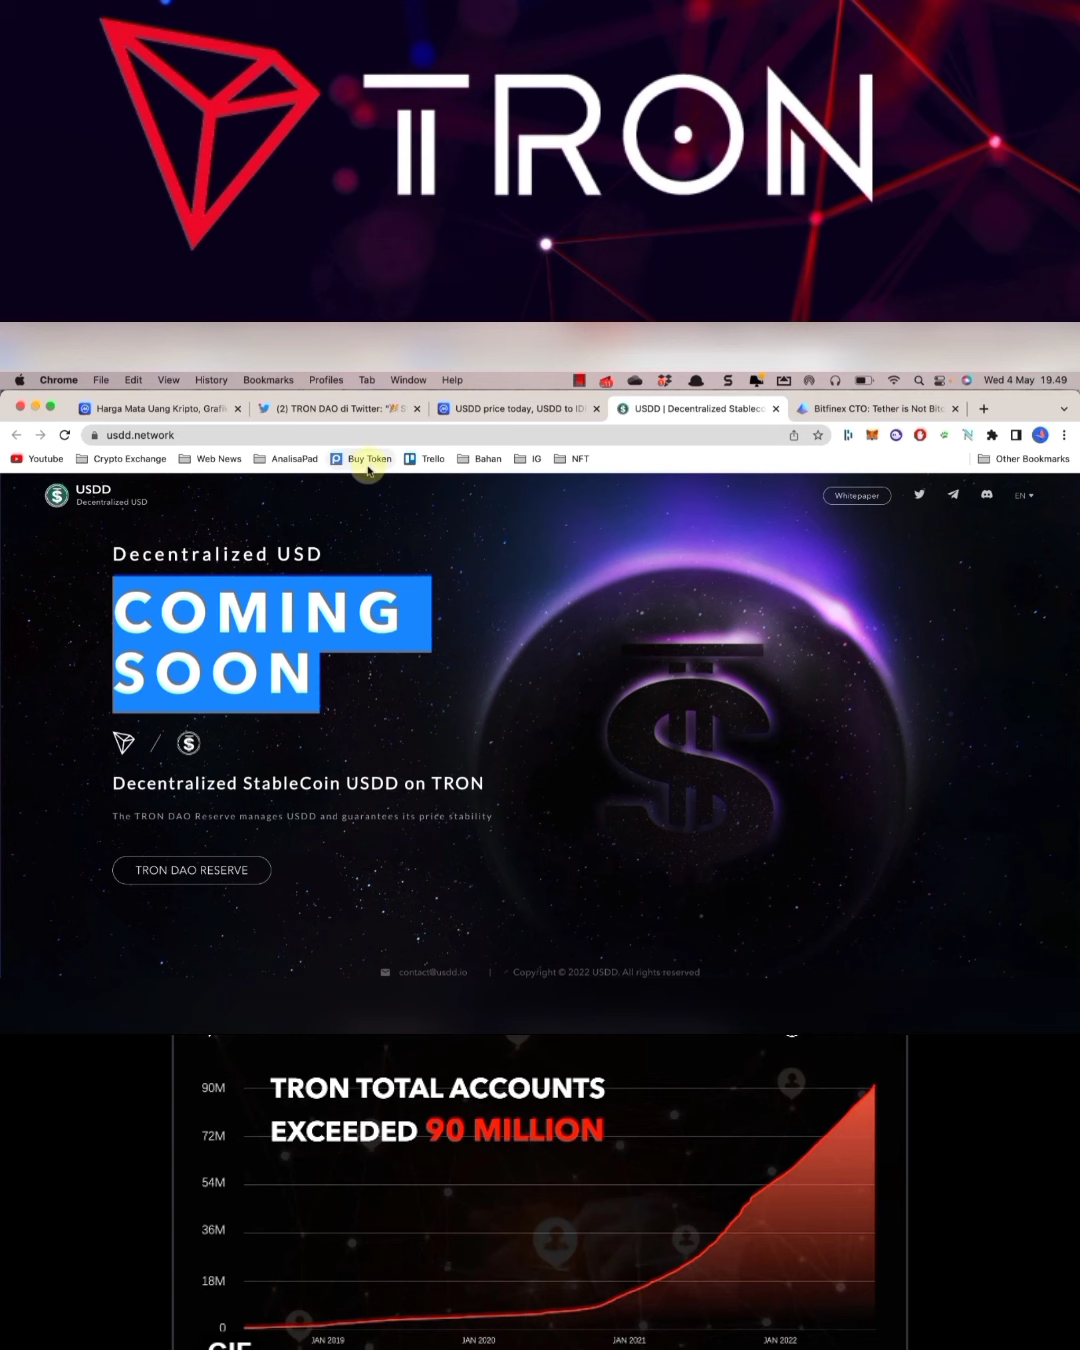 TRON
Chrome File Edit View History Bookmarks Profiles Tab Window Help Wed 4 May 19.49
Harga Mata Uang Kripto, Grafi
(2) TRON DAO di Twitter: "
USDD price today, USDD to ID
USDD | Decentralized Stableco
Bitfinex CTO: Tether is Not Bitc
usdd.network
Youtube Crypto Exchange Web News AnalisaPad Buy Token Trello Bahan IG NFT Other Bookmarks
USDD
Decentralized USD
Whitepaper
EN
Decentralized USD
COMING
SOON
Decentralized StableCoin USDD on TRON
The TRON DAO Reserve manages USDD and guarantees its price stability
TRON DAO RESERVE
contact@usdd.io | Copyright © 2022 USDD. All rights reserved
TRON TOTAL ACCOUNTS
EXCEEDED 90 MILLION
90M
72M
54M
36M
18M
0
JAN 2019 JAN 2020 JAN 2021 JAN 2022